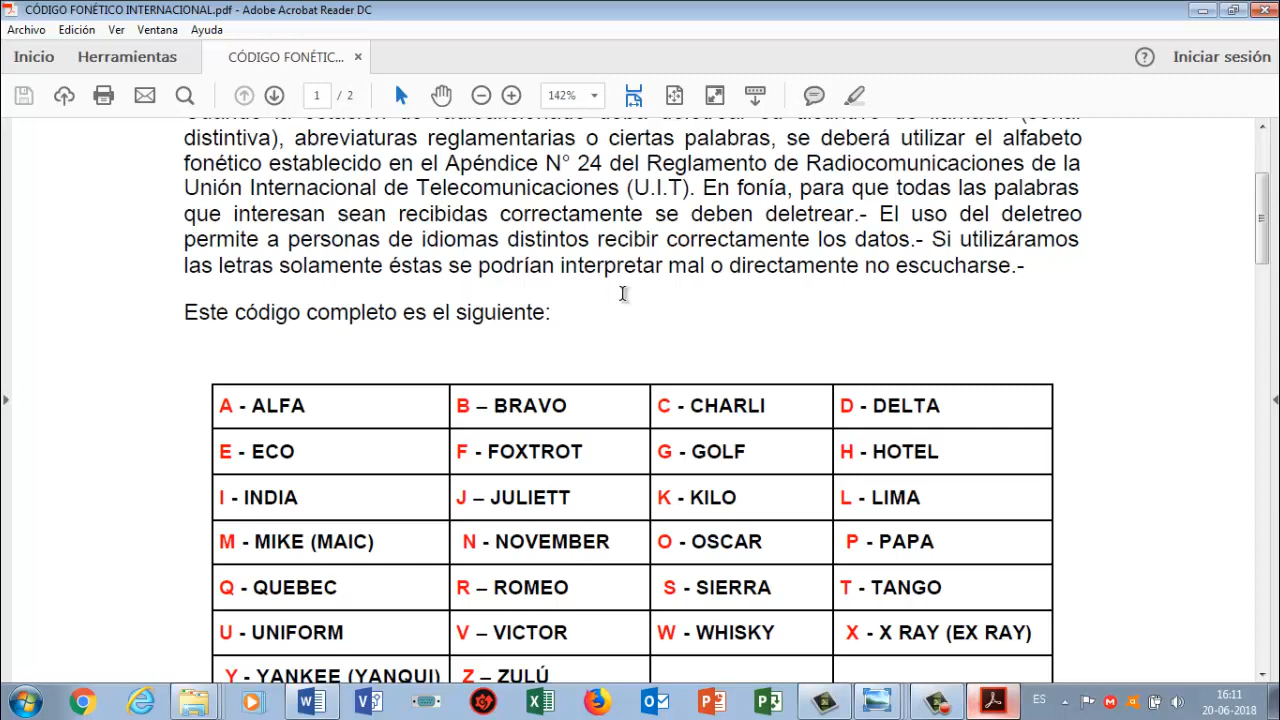 CÓDIGO FONÉTICO INTERNACIONAL.pdf - Adobe Acrobat Reader DC
Archivo Edición Ver Ventana Ayuda
Inicio Herramientas CÓDIGO FONÉTIC... × Iniciar sesión
1 / 2 142%
distintiva), abreviaturas reglamentarias o ciertas palabras, se deberá utilizar el alfabeto
fonético establecido en el Apéndice N° 24 del Reglamento de Radiocomunicaciones de la
Unión Internacional de Telecomunicaciones (U.I.T). En fonía, para que todas las palabras
que interesan sean recibidas correctamente se deben deletrear.- El uso del deletreo
permite a personas de idiomas distintos recibir correctamente los datos.- Si utilizáramos
las letras solamente éstas se podrían interpretar mal o directamente no escucharse.-
Este código completo es el siguiente:
A - ALFA B – BRAVO C - CHARLI D - DELTA
E - ECO F - FOXTROT G - GOLF H - HOTEL
I - INDIA J – JULIETT K - KILO L - LIMA
M - MIKE (MAIC) N - NOVEMBER O - OSCAR P - PAPA
Q - QUEBEC R – ROMEO S - SIERRA T - TANGO
U - UNIFORM V – VICTOR W - WHISKY X - X RAY (EX RAY)
Y - YANKEE (YANQUI) Z – ZULÚ
ES 16:11
20-06-2018